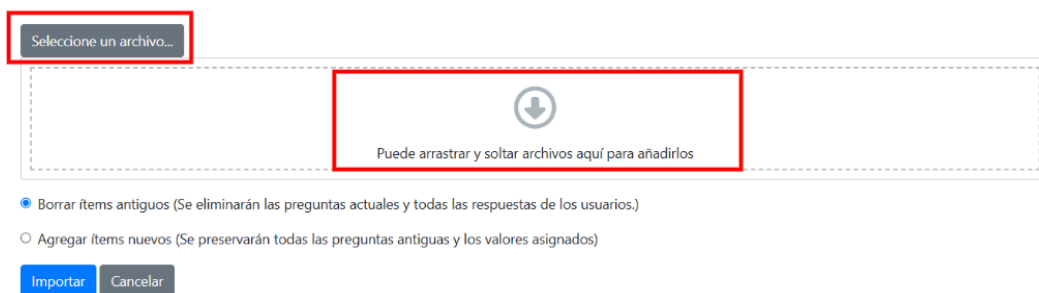 Seleccione un archivo...
Puede arrastrar y soltar archivos aquí para añadirlos
Borrar ítems antiguos (Se eliminarán las preguntas actuales y todas las respuestas de los usuarios.)
Agregar ítems nuevos (Se preservarán todas las preguntas antiguas y los valores asignados)
Importar Cancelar